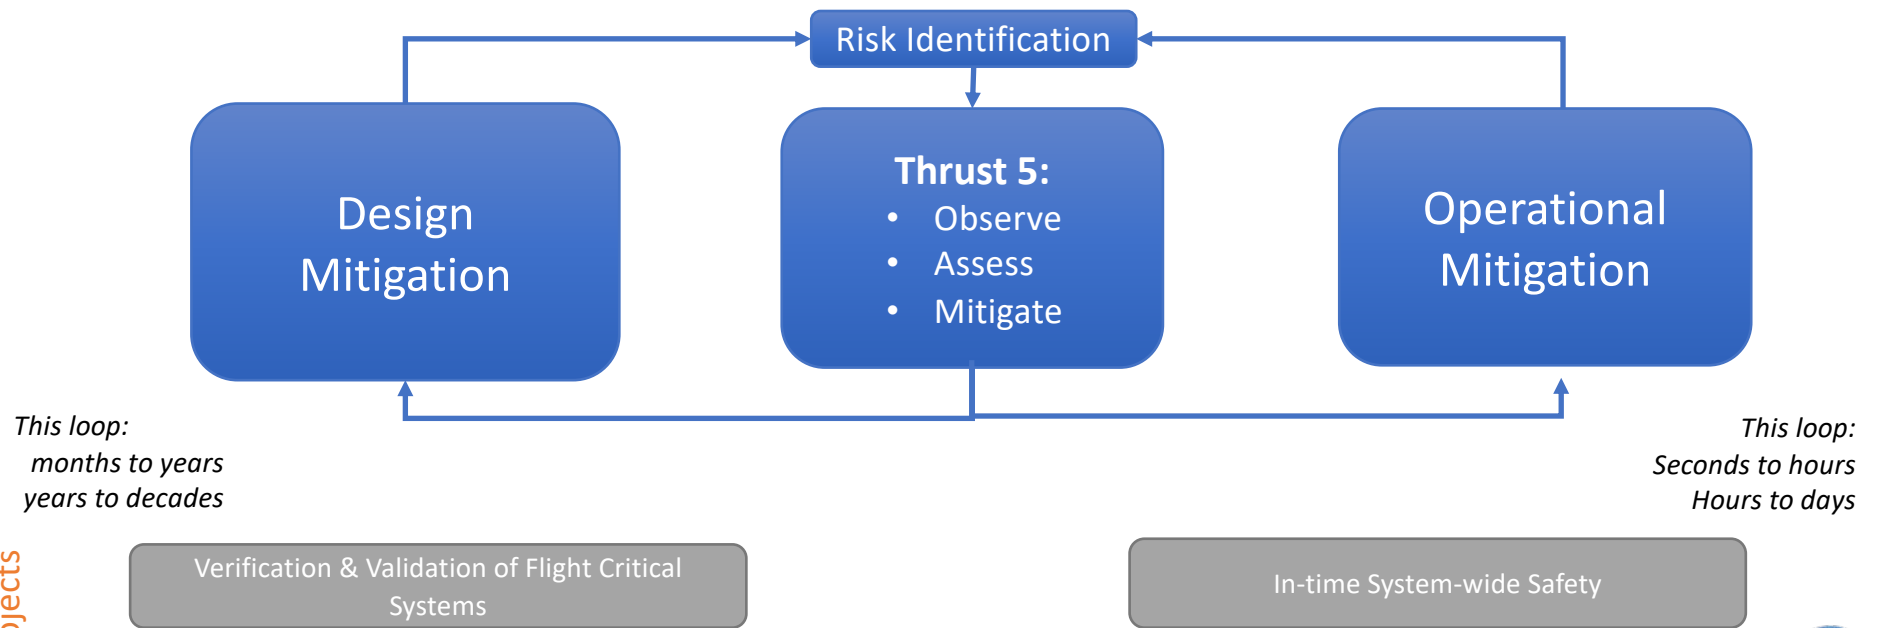 Risk Identification
Design
Mitigation
Thrust 5:
• Observe
• Assess
• Mitigate
Operational
Mitigation
This loop:
months to years
years to decades
This loop:
Seconds to hours
Hours to days
Verification & Validation of Flight Critical
Systems
In-time System-wide Safety